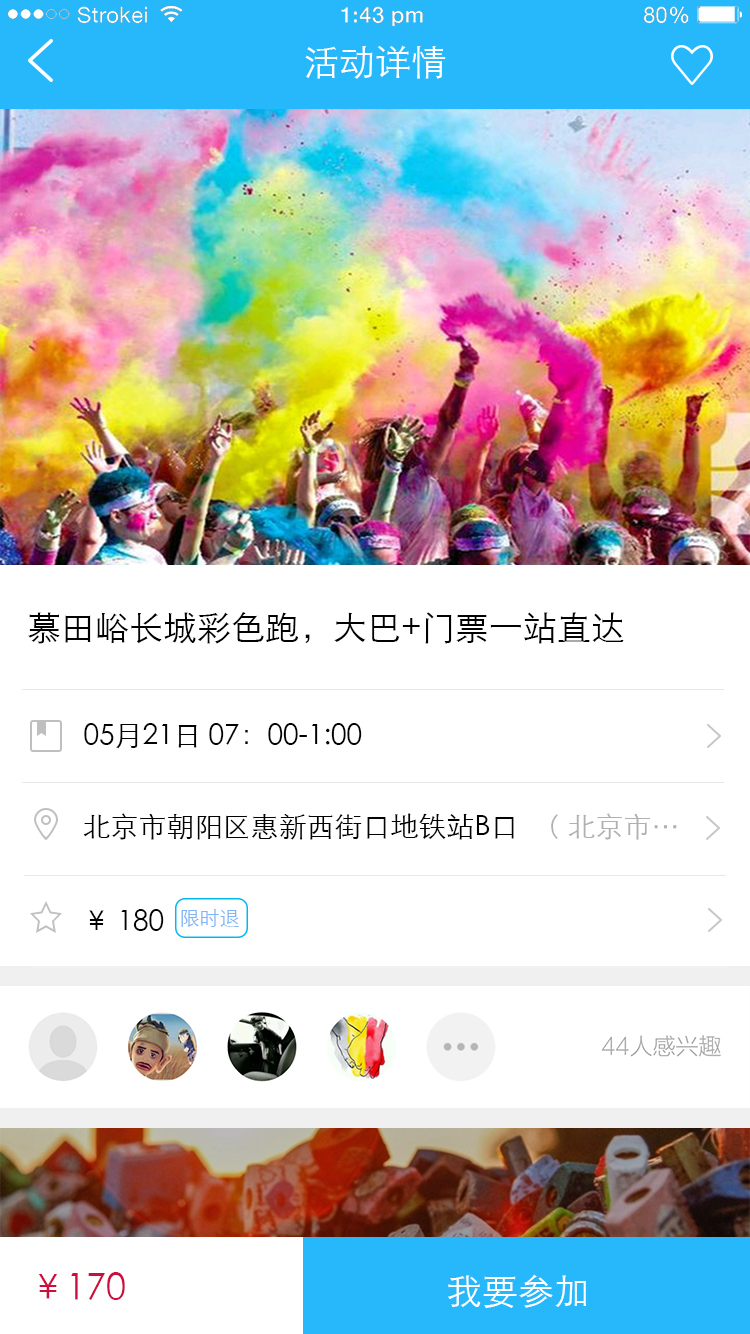 Strokei 1:43 pm 80%
活动详情
慕田峪长城彩色跑，大巴+门票一站直达
05月21日 07：00-1:00
北京市朝阳区惠新西街口地铁站B口 （北京市…
¥ 180 限时退
44人感兴趣
¥ 170 我要参加